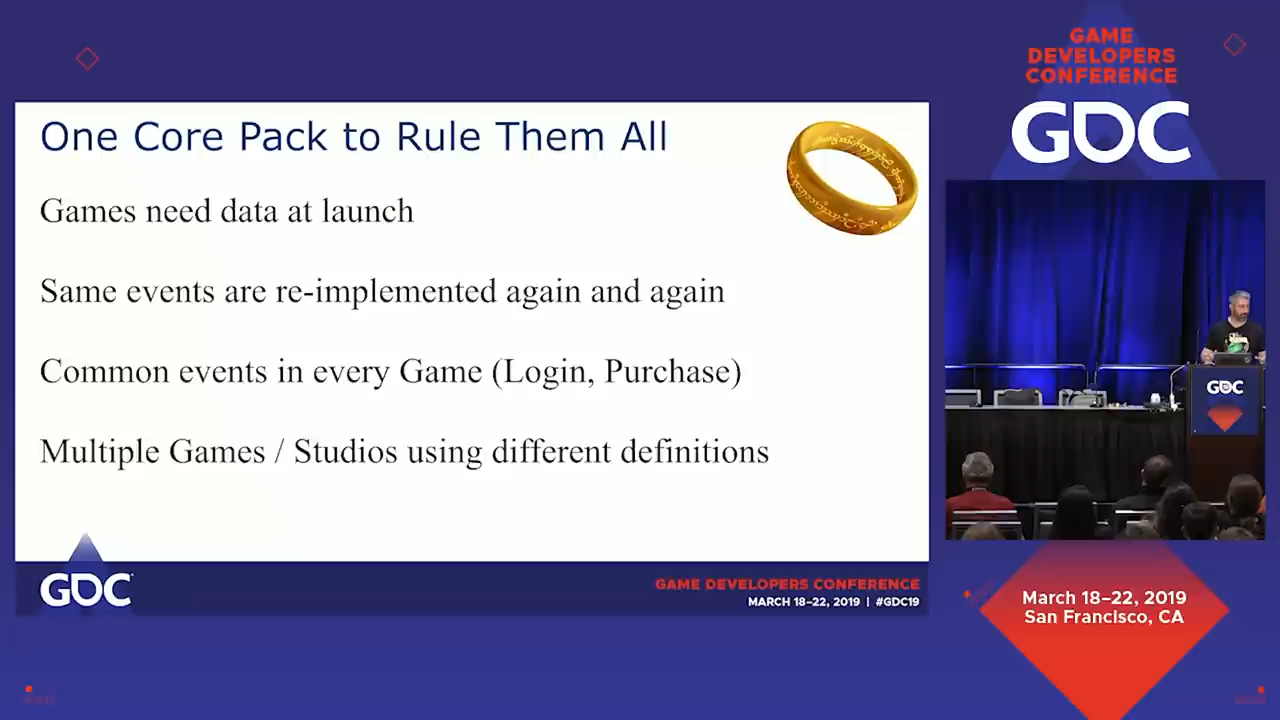 GAME
DEVELOPERS
CONFERENCE
GDC
One Core Pack to Rule Them All
Games need data at launch
Same events are re-implemented again and again
Common events in every Game (Login, Purchase)
Multiple Games / Studios using different definitions
GDC
GDC
GAME DEVELOPERS CONFERENCE
MARCH 18–22, 2019 | #GDC19
March 18–22, 2019
San Francisco, CA